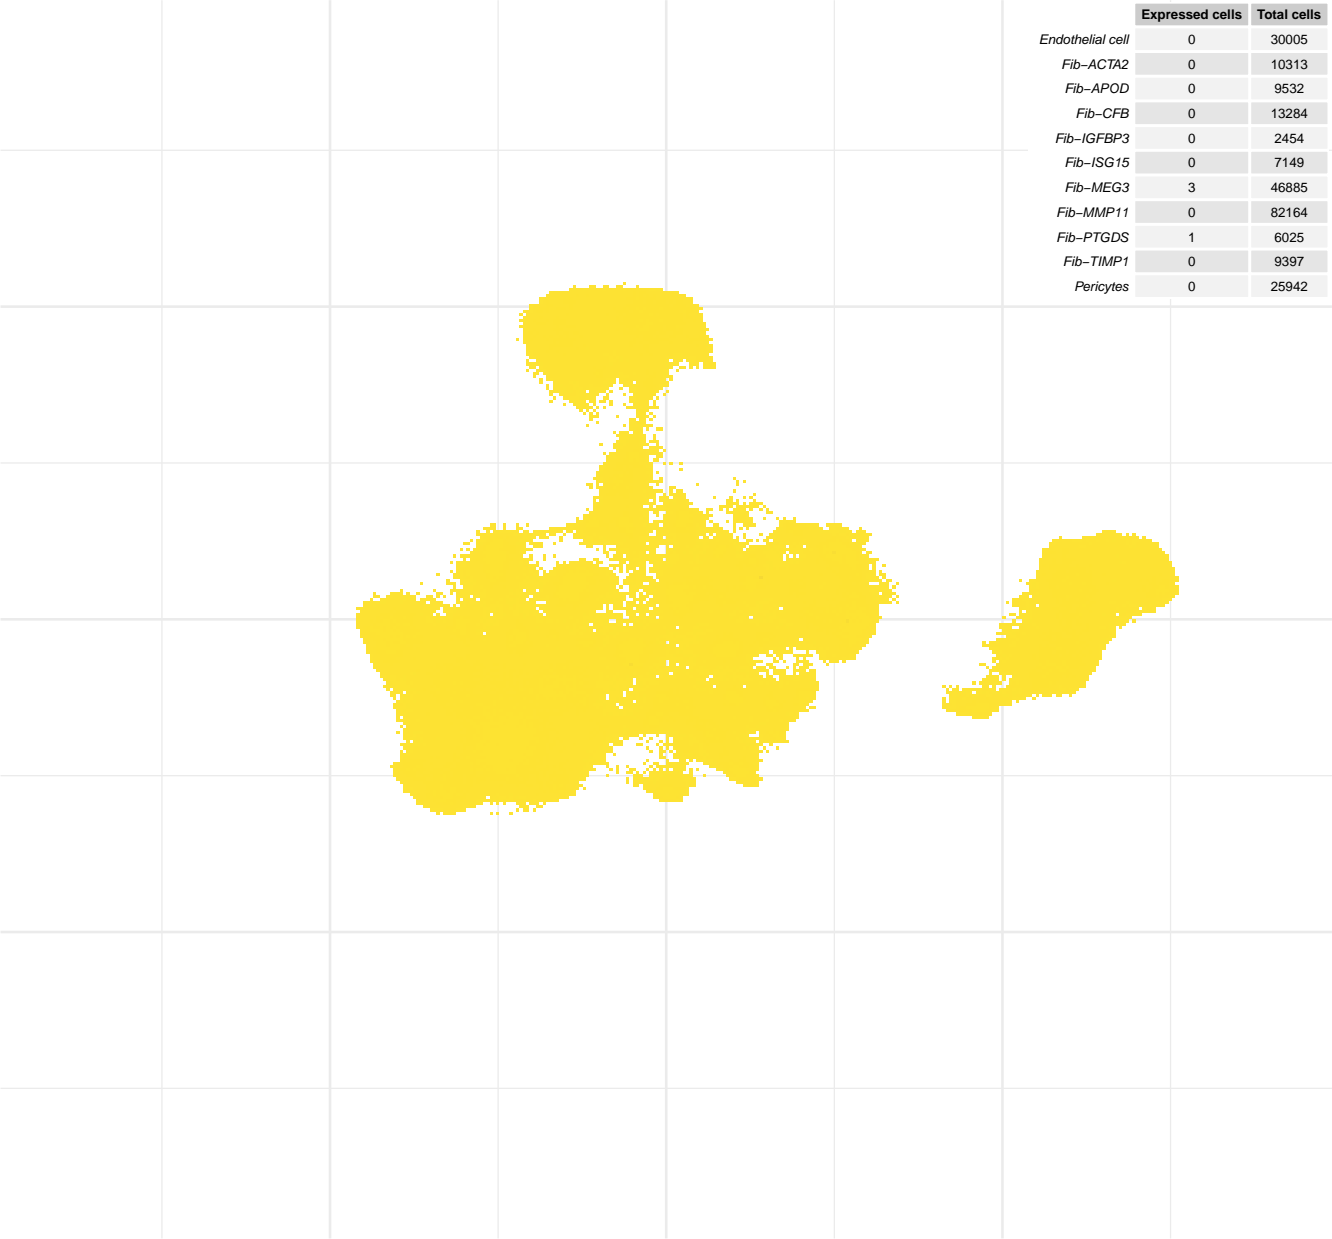 Expressed cells Total cells
Endothelial cell 0 30005
Fib−ACTA2 0 10313
Fib−APOD 0 9532
Fib−CFB 0 13284
Fib−IGFBP3 0 2454
Fib−ISG15 0 7149
Fib−MEG3 3 46885
Fib−MMP11 0 82164
Fib−PTGDS 1 6025
Fib−TIMP1 0 9397
Pericytes 0 25942